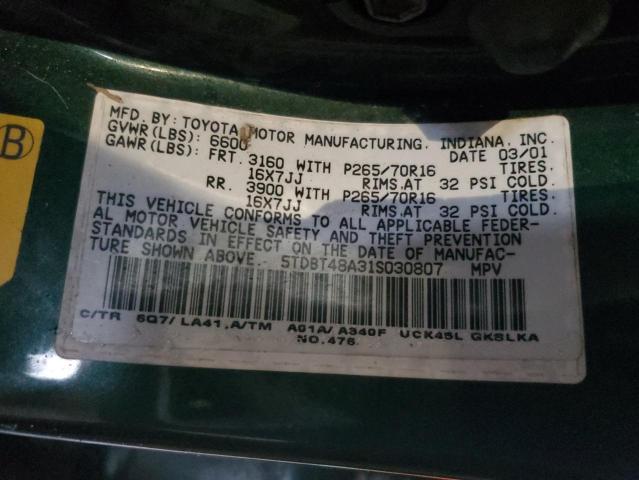 MFD. BY: TOYOTA MOTOR MANUFACTURING, INDIANA, INC.
GVWR(LBS): 6600 DATE 03/01
GAWR(LBS): FRT. 3160 WITH P265/70R16 TIRES,
16X7JJ RIMS,AT 32 PSI COLD.
RR. 3900 WITH P265/70R16 TIRES,
16X7JJ RIMS,AT 32 PSI COLD.
THIS VEHICLE CONFORMS TO ALL APPLICABLE FEDER-
AL MOTOR VEHICLE SAFETY AND THEFT PREVENTION
STANDARDS IN EFFECT ON THE DATE OF MANUFAC-
TURE SHOWN ABOVE. 5TDBT48A31S030807 MPV
C/TR 6Q7/LA41,A/TM A01A/A340F UCK45L GKSLKA
NO.476
B